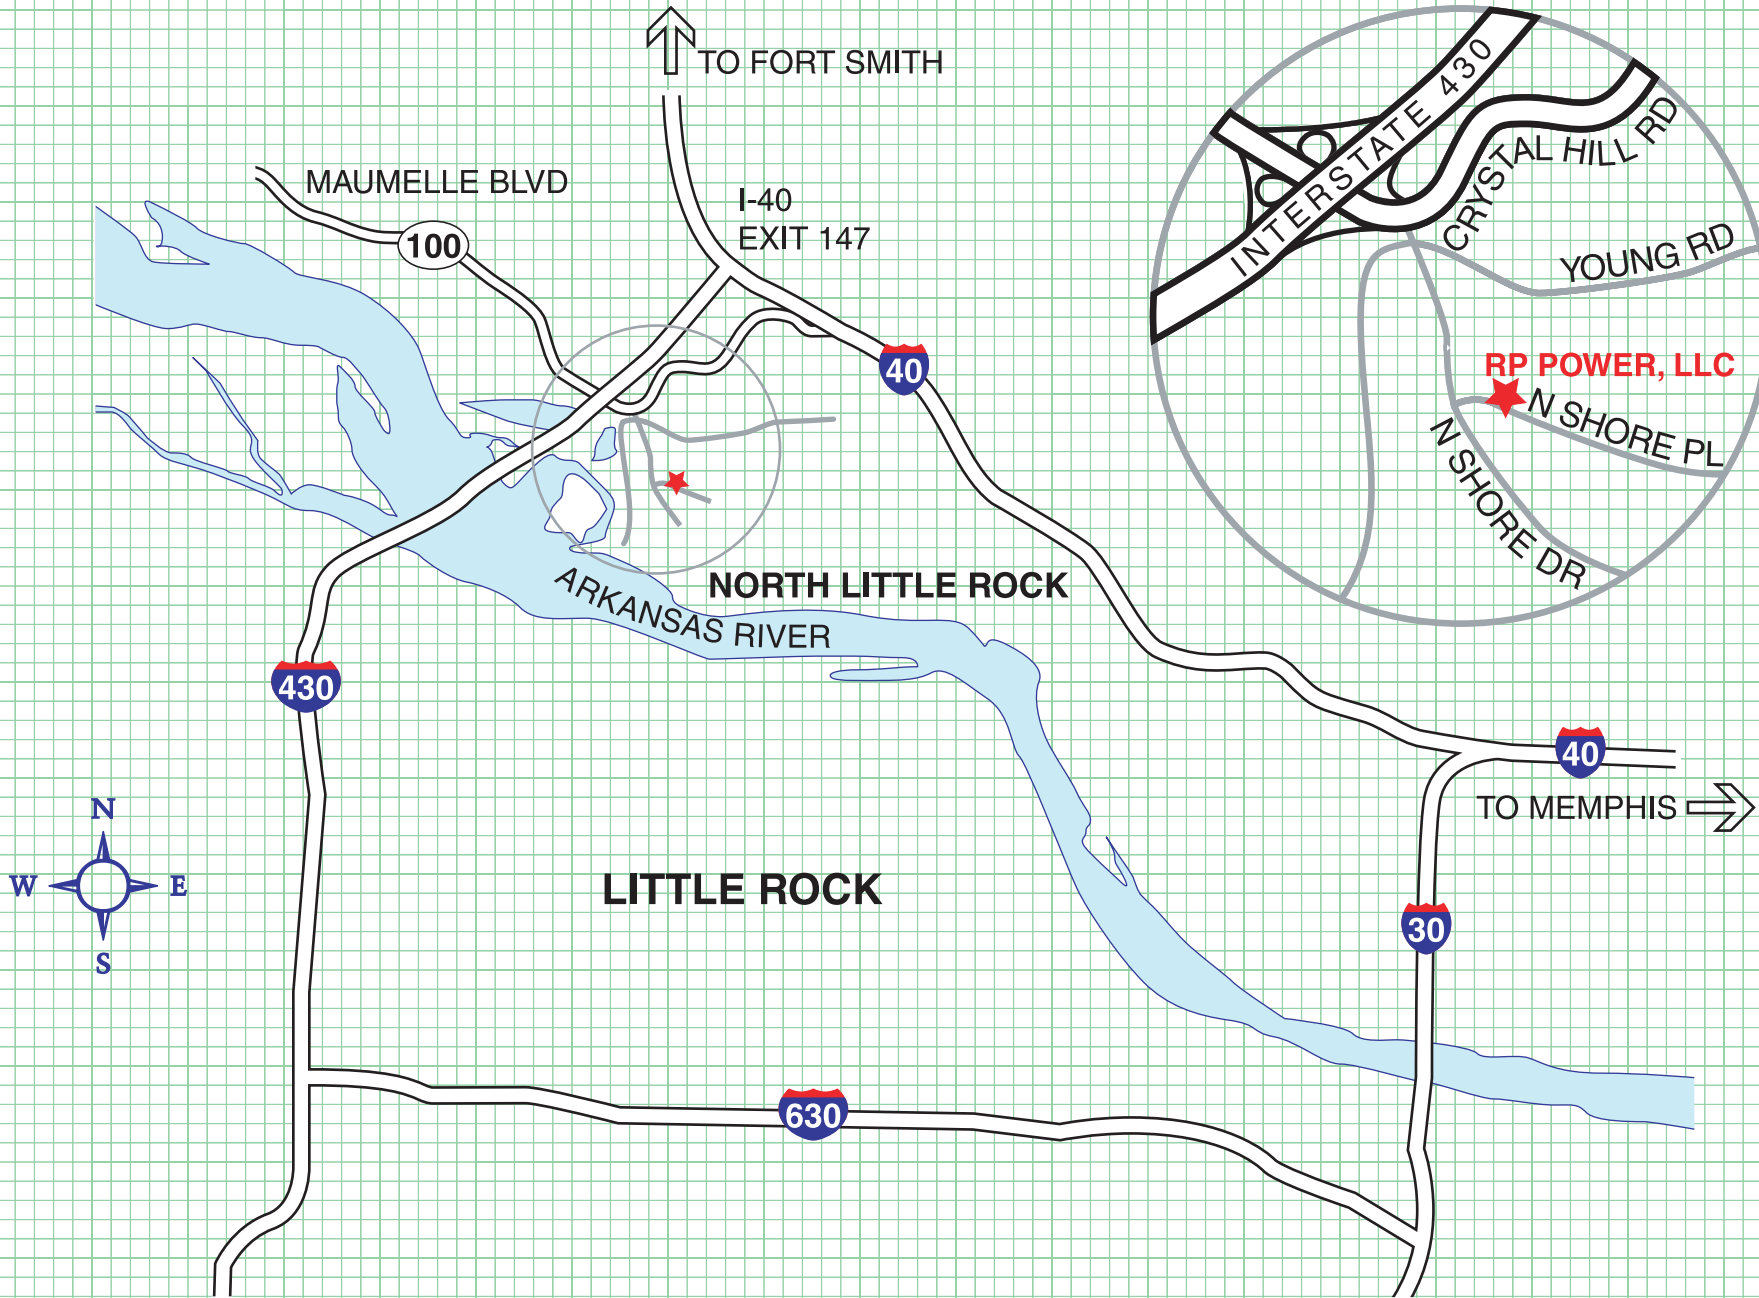 TO FORT SMITH
INTERSTATE 430
CRYSTAL HILL RD
MAUMELLE BLVD
I-40
EXIT 147
100
YOUNG RD
40
RP POWER, LLC
N SHORE PL
N SHORE DR
NORTH LITTLE ROCK
ARKANSAS RIVER
430
40
TO MEMPHIS
N
W
E
S
LITTLE ROCK
30
630